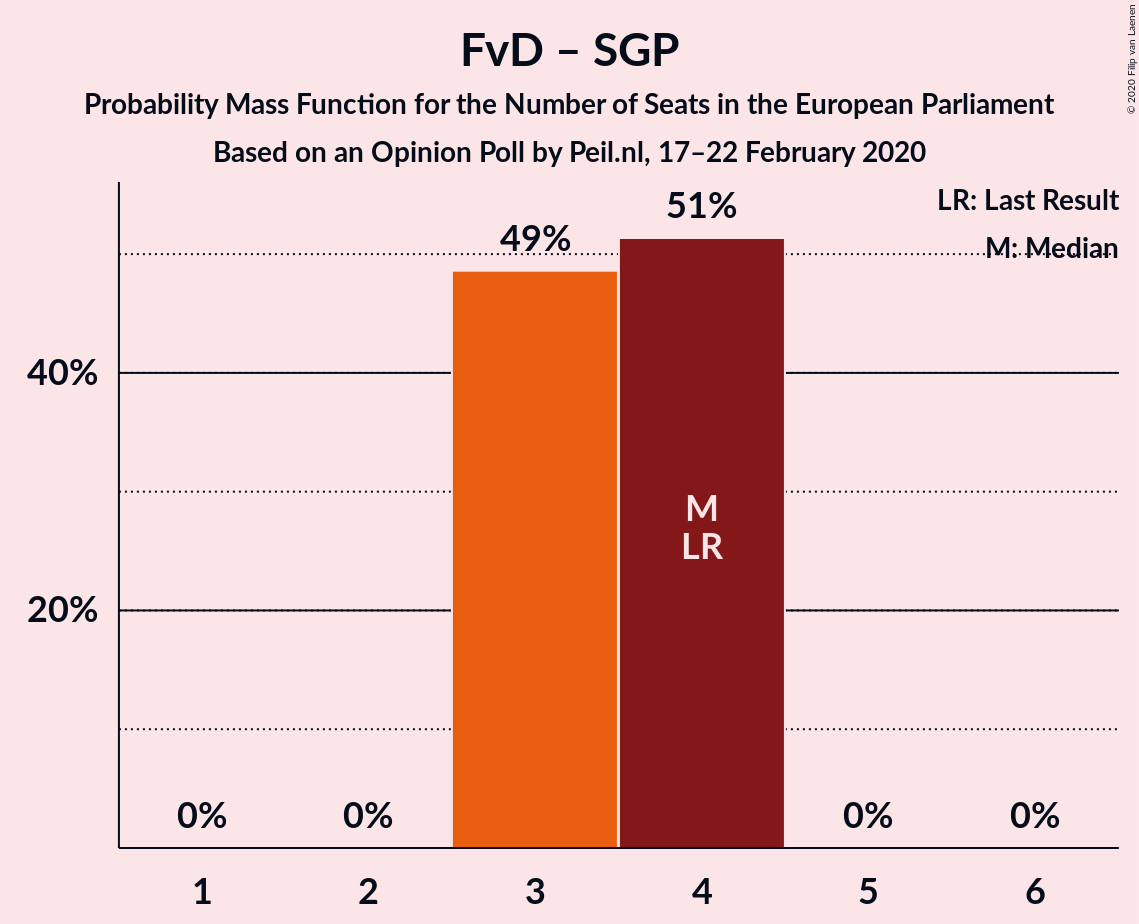 FvD – SGP
Probability Mass Function for the Number of Seats in the European Parliament
Based on an Opinion Poll by Peil.nl, 17–22 February 2020
© 2020 Filip van Laenen
LR: Last Result
M: Median
51%
49%
40%
M
LR
20%
0% 0% 0% 0%
1 2 3 4 5 6